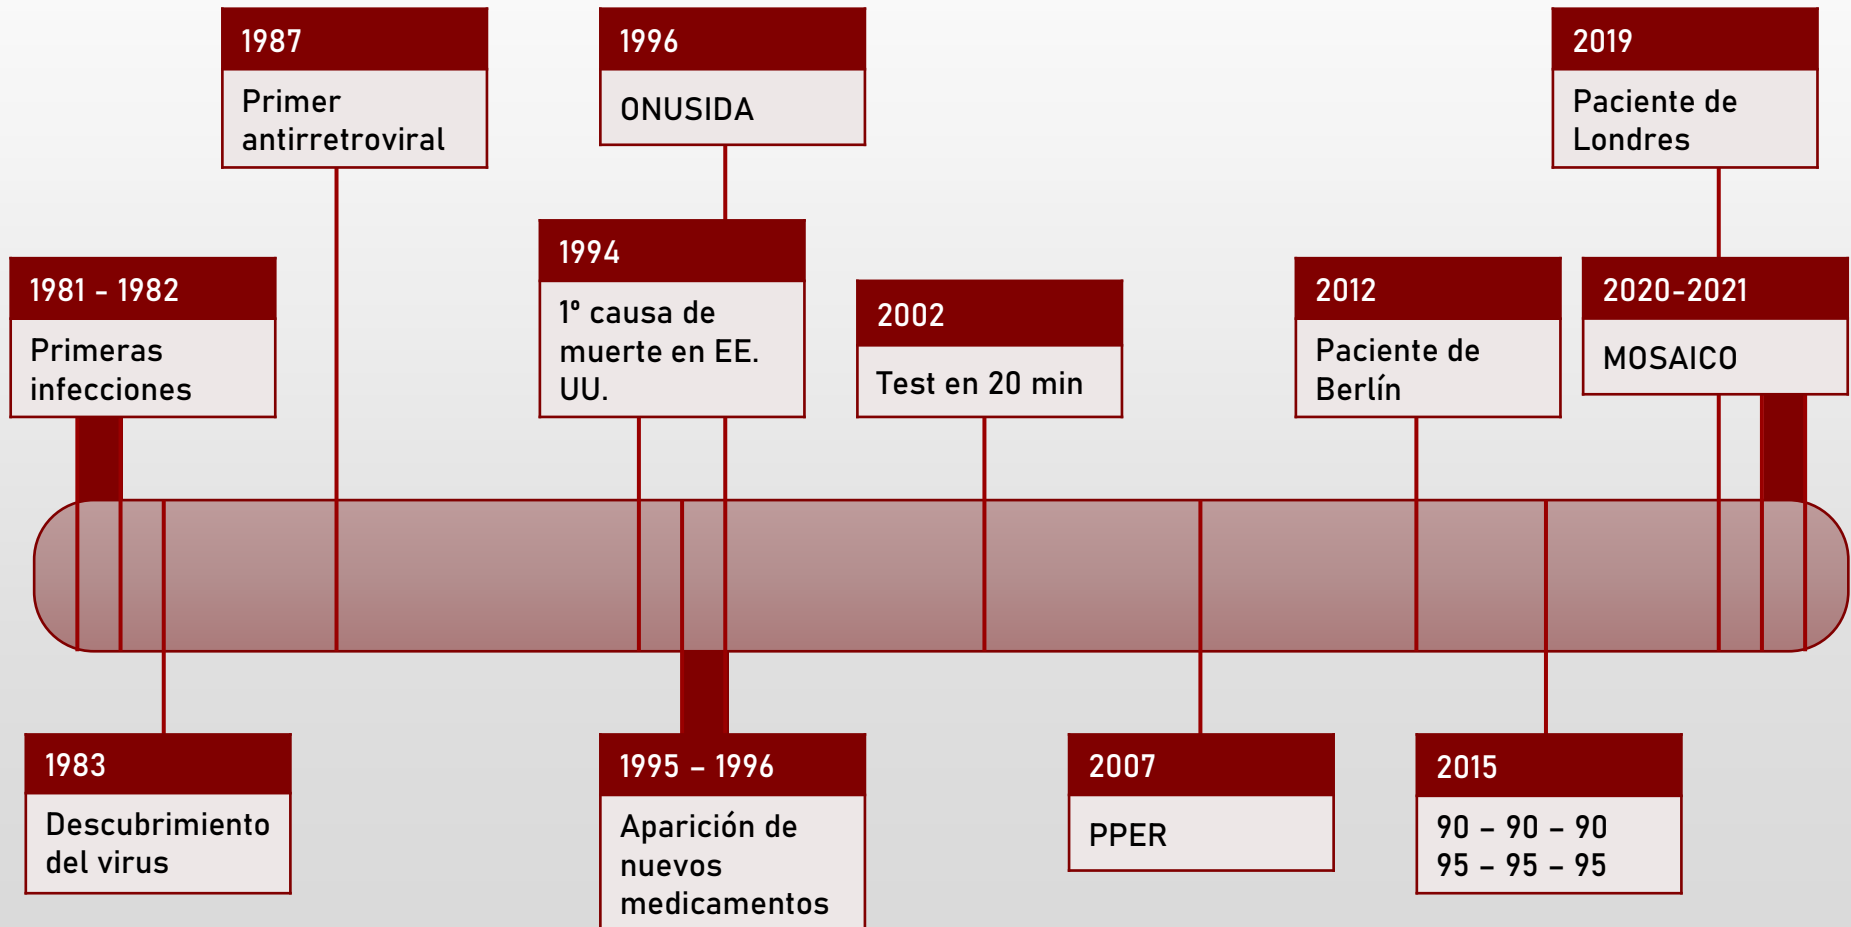 1987
Primer
antirretroviral
1996
ONUSIDA
2019
Paciente de
Londres
1981 - 1982
Primeras
infecciones
1994
1º causa de
muerte en EE.
UU.
2002
Test en 20 min
2012
Paciente de
Berlín
2020-2021
MOSAICO
1983
Descubrimiento
del virus
1995 – 1996
Aparición de
nuevos
medicamentos
2007
PPER
2015
90 – 90 – 90
95 – 95 – 95